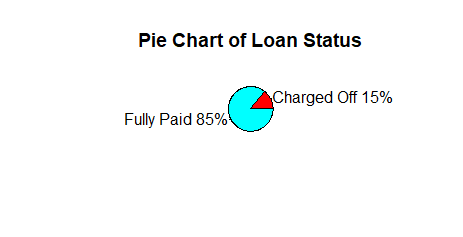 Pie Chart of Loan Status
Charged Off 15%
Fully Paid 85%